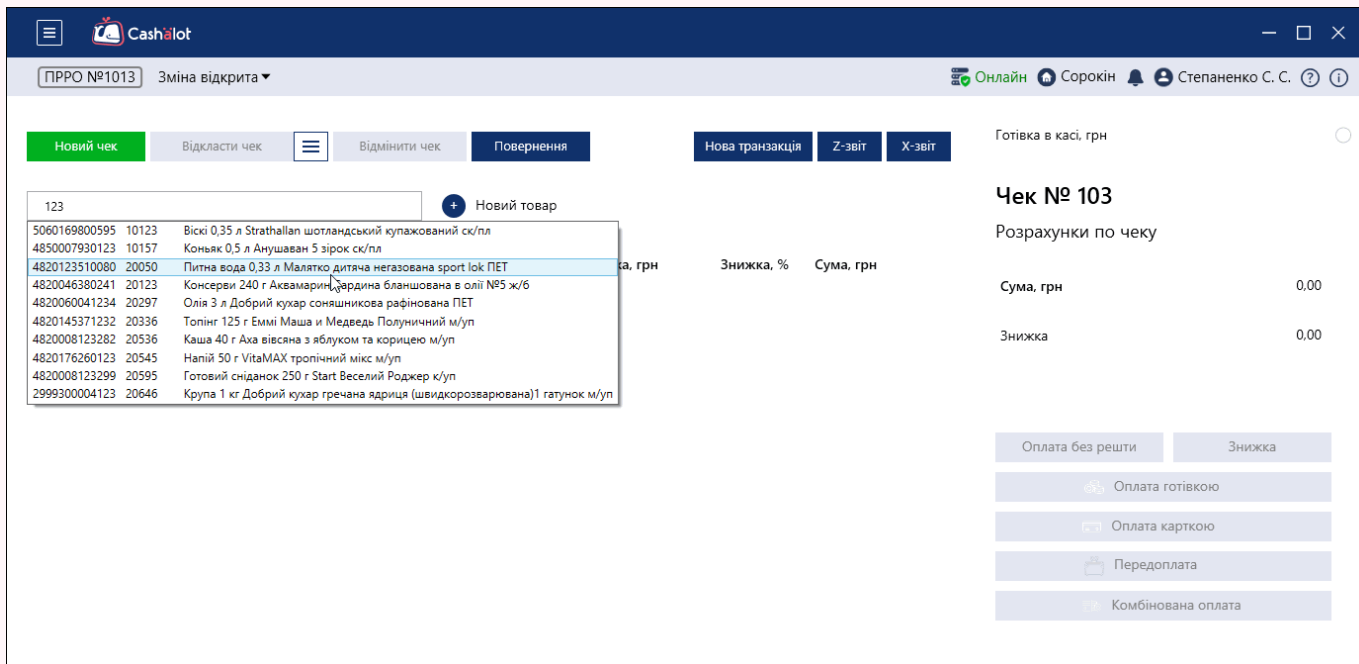 Cashälot
ПРРО №1013 Зміна відкрита Онлайн Сорокін Степаненко С. С.
Новий чек Відкласти чек Відмінити чек Повернення Нова транзакція Z-звіт X-звіт
Готівка в касі, грн
123 Новий товар
Чек № 103
Розрахунки по чеку
5060169800595 10123 Віскі 0,35 л Strathallan шотландський купажований ск/пл
4850007930123 10157 Коньяк 0,5 л Анушаван 5 зірок ск/пл
4820123510080 20050 Питна вода 0,33 л Малятко дитяча негазована sport lok ПЕТ
4820046380241 20123 Консерви 240 г Аквамарин сардина бланшована в олії №5 ж/б
4820060041234 20297 Олія 3 л Добрий кухар соняшникова рафінована ПЕТ
4820145371232 20336 Топінг 125 г Еммі Маша и Медведь Полуничний м/уп
4820008123282 20536 Каша 40 г Аха вівсяна з яблуком та корицею м/уп
4820176260123 20545 Напій 50 г VitaMAX тропічний мікс м/уп
4820008123299 20595 Готовий сніданок 250 г Start Веселий Роджер к/уп
2999300004123 20646 Крупа 1 кг Добрий кухар гречана ядриця (швидкорозварювана)1 гатунок м/уп
ка, грн Знижка, % Сума, грн
Сума, грн 0,00
Знижка 0,00
Оплата без решти Знижка
Оплата готівкою
Оплата карткою
Передоплата
Комбінована оплата